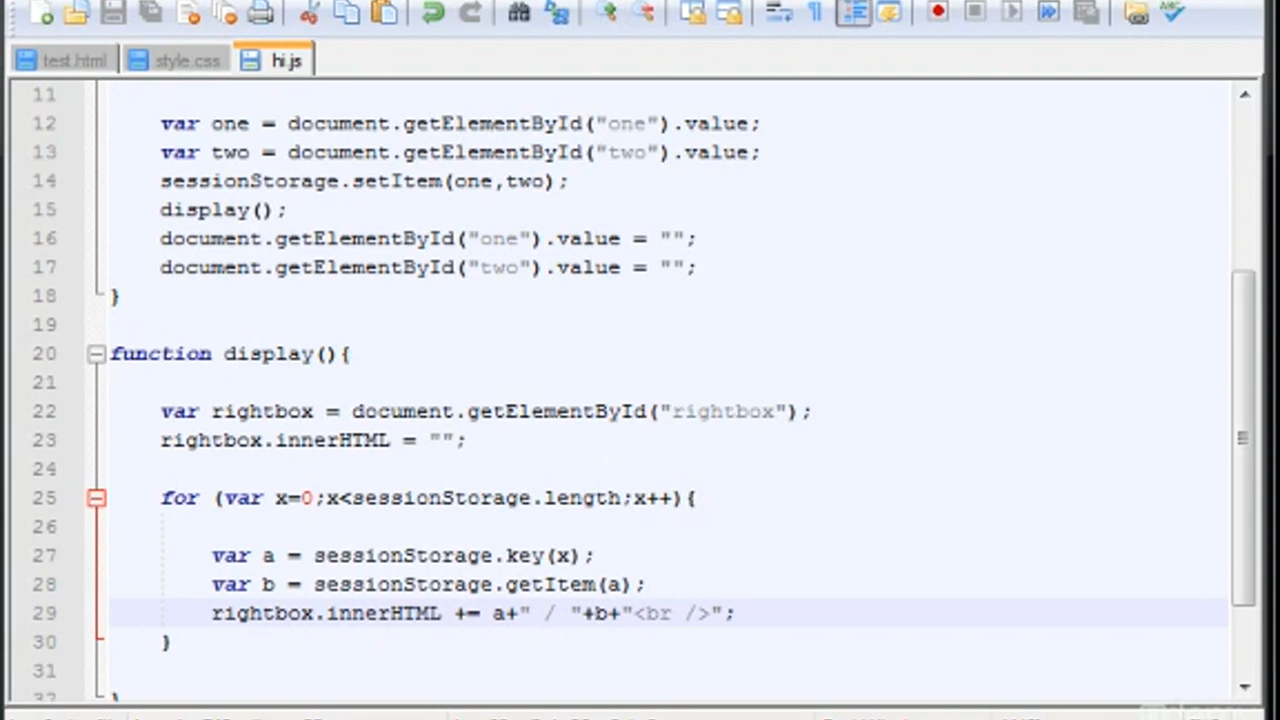 test.html style.css hi.js
11
12 var one = document.getElementById("one").value;
13 var two = document.getElementById("two").value;
14 sessionStorage.setItem(one,two);
15 display();
16 document.getElementById("one").value = "";
17 document.getElementById("two").value = "";
18 }
19
20 function display(){
21
22 var rightbox = document.getElementById("rightbox");
23 rightbox.innerHTML = "";
24
25 for (var x=0;x<sessionStorage.length;x++){
26
27 var a = sessionStorage.key(x);
28 var b = sessionStorage.getItem(a);
29 rightbox.innerHTML += a+" / "+b+"<br />";
30 }
31
32 }